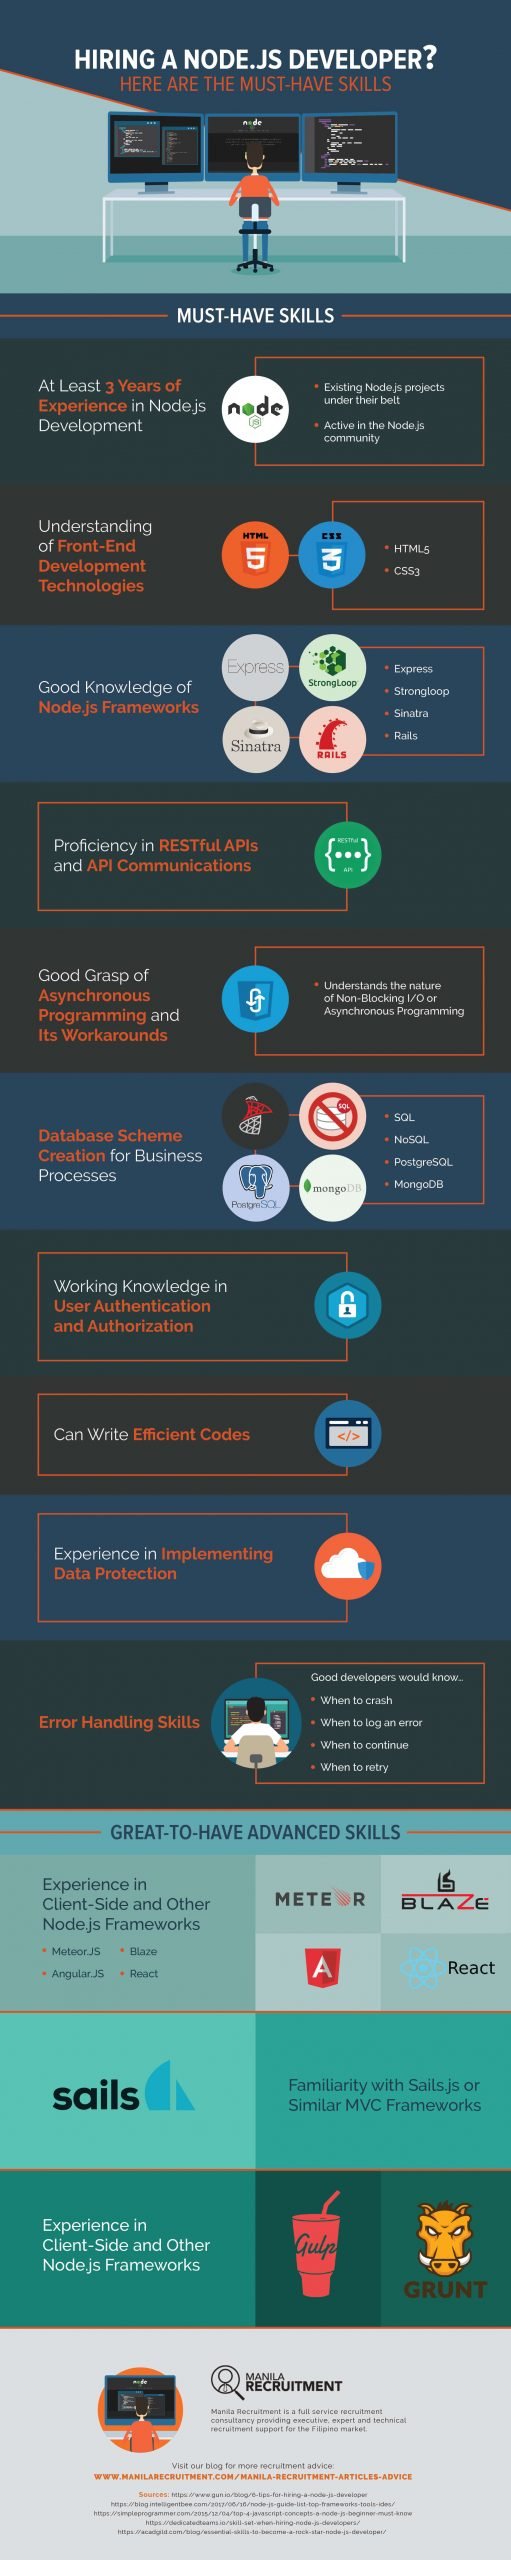 HIRING A NODE.JS DEVELOPER?
HERE ARE THE MUST-HAVE SKILLS
node
MUST-HAVE SKILLS
At Least 3 Years of
Experience in Node.js
Development
node
JS
• Existing Node.js projects
under their belt
• Active in the Node.js
community
Understanding
of Front-End
Development
Technologies
HTML
5
CSS
3
• HTML5
• CSS3
Good Knowledge of
Node.js Frameworks
Express
StrongLoop
Sinatra
RAILS
• Express
• Strongloop
• Sinatra
• Rails
Proficiency in RESTful APIs
and API Communications
RESTful
{•••}
API
Good Grasp of
Asynchronous
Programming and
Its Workarounds
• Understands the nature
of Non-Blocking I/O or
Asynchronous Programming
Database Scheme
Creation for Business
Processes
SQL
PostgreSQL
mongoDB
• SQL
• NoSQL
• PostgreSQL
• MongoDB
Working Knowledge in
User Authentication
and Authorization
Can Write Efficient Codes
</>
Experience in Implementing
Data Protection
Error Handling Skills
Good developers would know...
• When to crash
• When to log an error
• When to continue
• When to retry
GREAT-TO-HAVE ADVANCED SKILLS
Experience in
Client-Side and Other
Node.js Frameworks
• Meteor.JS • Blaze
• Angular.JS • React
METEOR
BLAZE
A
React
sails
Familiarity with Sails.js or
Similar MVC Frameworks
Experience in
Client-Side and Other
Node.js Frameworks
Gulp
GRUNT
node
MANILA
RECRUITMENT
Manila Recruitment is a full service recruitment
consultancy providing executive, expert and technical
recruitment support for the Filipino market.
Visit our blog for more recruitment advice:
WWW.MANILARECRUITMENT.COM/MANILA-RECRUITMENT-ARTICLES-ADVICE
Sources: https://www.gun.io/blog/6-tips-for-hiring-a-node-js-developer
https://blog.intelligentbee.com/2017/06/16/node-js-guide-list-top-frameworks-tools-ides/
https://simpleprogrammer.com/2015/12/04/top-4-javascript-concepts-a-node-js-beginner-must-know
https://dedicatedteams.io/skill-set-when-hiring-node-js-developers/
https://acadgild.com/blog/essential-skills-to-become-a-rock-star-node-js-developer/